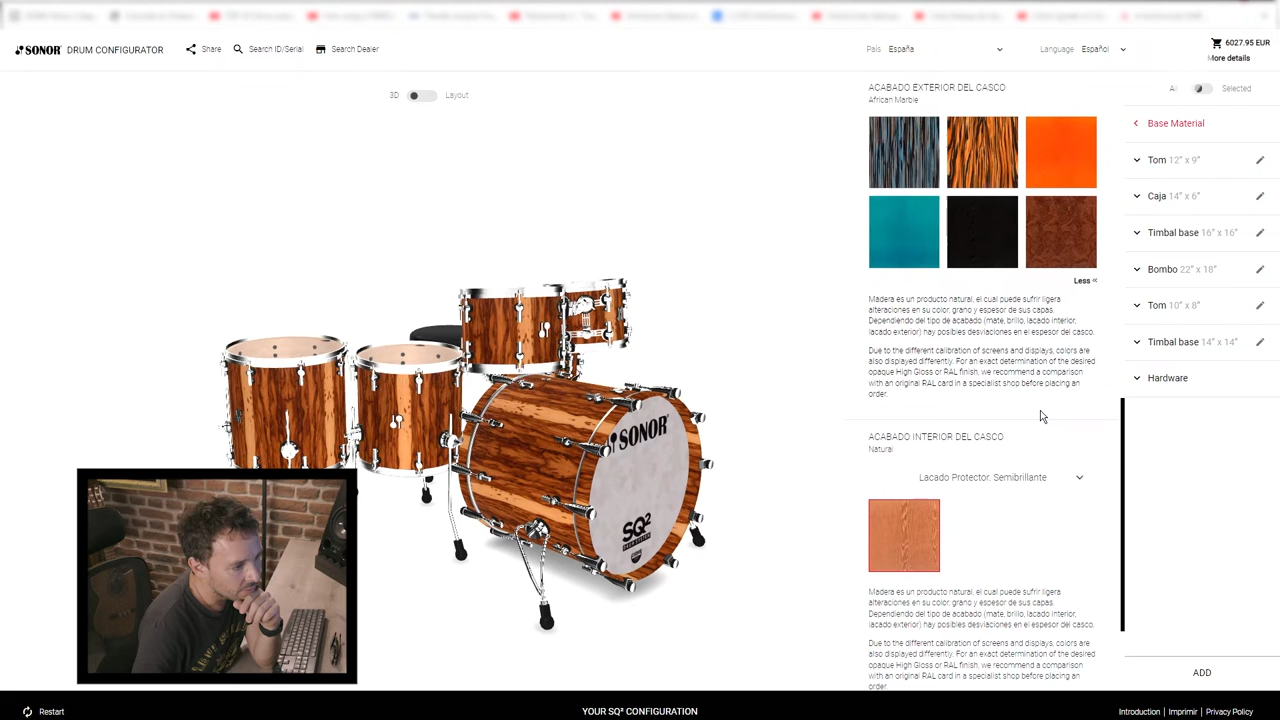 SONOR DRUM CONFIGURATOR
Share
Search ID/Serial
Search Dealer
País España
Language Español
6027.95 EUR
More details
3D
Layout
ACABADO EXTERIOR DEL CASCO
African Marble
Less «
Madera es un producto natural, el cual puede sufrir ligera
alteraciones en su color, grano y espesor de sus capas.
Dependiendo del tipo de acabado (mate, brillo, lacado interior,
lacado exterior) hay posibles desviaciones en el espesor del casco.
Due to the different calibration of screens and displays, colors are
also displayed differently. For an exact determination of the desired
opaque High Gloss or RAL finish, we recommend a comparison
with an original RAL card in a specialist shop before placing an
order.
ACABADO INTERIOR DEL CASCO
Natural
Lacado Protector. Semibrillante
Madera es un producto natural, el cual puede sufrir ligera
alteraciones en su color, grano y espesor de sus capas.
Dependiendo del tipo de acabado (mate, brillo, lacado interior,
lacado exterior) hay posibles desviaciones en el espesor del casco.
Due to the different calibration of screens and displays, colors are
also displayed differently. For an exact determination of the desired
opaque High Gloss or RAL finish, we recommend a comparison
with an original RAL card in a specialist shop before placing an
order.
Selected
Base Material
Tom 12" x 9"
Caja 14" x 6"
Timbal base 16" x 16"
Bombo 22" x 18"
Tom 10" x 8"
Timbal base 14" x 14"
Hardware
ADD
SONOR
SQ²
Restart
YOUR SQ² CONFIGURATION
Introduction | Imprimir | Privacy Policy